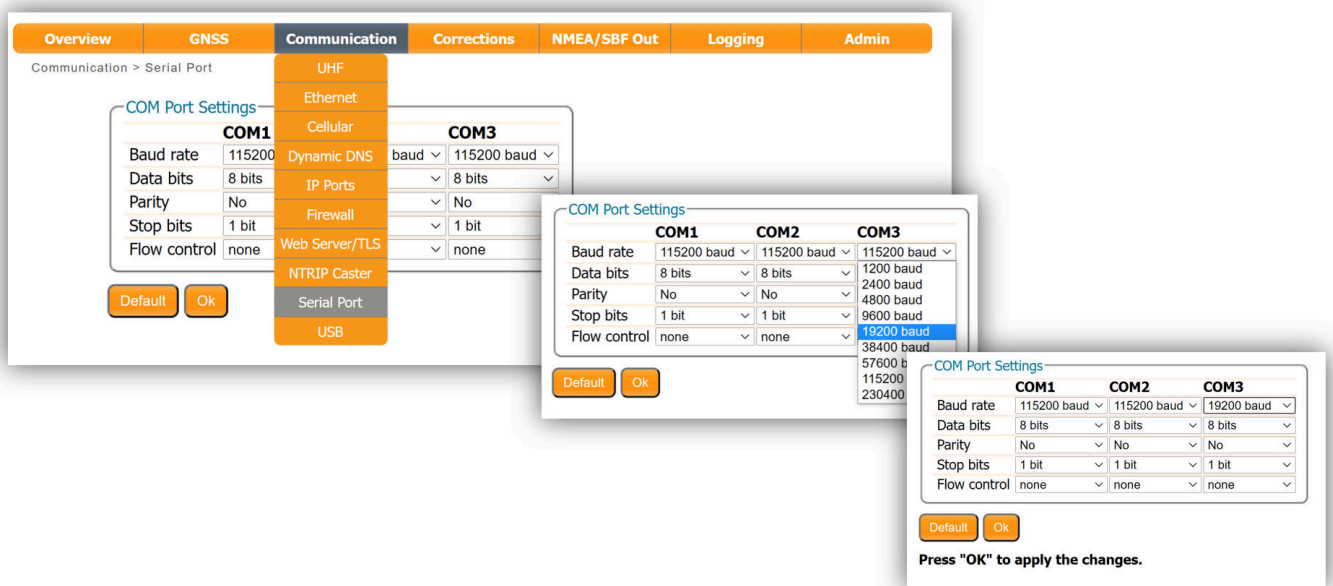 Overview GNSS Communication Corrections NMEA/SBF Out Logging Admin
Communication > Serial Port
UHF
Ethernet
Cellular
Dynamic DNS
IP Ports
Firewall
Web Server/TLS
NTRIP Caster
Serial Port
USB
COM Port Settings
COM1 COM3
Baud rate 115200 baud 115200 baud
Data bits 8 bits 8 bits
Parity No No
Stop bits 1 bit 1 bit
Flow control none none
Default Ok
COM Port Settings
COM1 COM2 COM3
Baud rate 115200 baud 115200 baud 115200 baud
Data bits 8 bits 8 bits
Parity No No
Stop bits 1 bit 1 bit
Flow control none none
1200 baud
2400 baud
4800 baud
9600 baud
19200 baud
38400 baud
57600 b
115200
230400
Default Ok
COM Port Settings
COM1 COM2 COM3
Baud rate 115200 baud 115200 baud 19200 baud
Data bits 8 bits 8 bits 8 bits
Parity No No No
Stop bits 1 bit 1 bit 1 bit
Flow control none none none
Default Ok
Press "OK" to apply the changes.